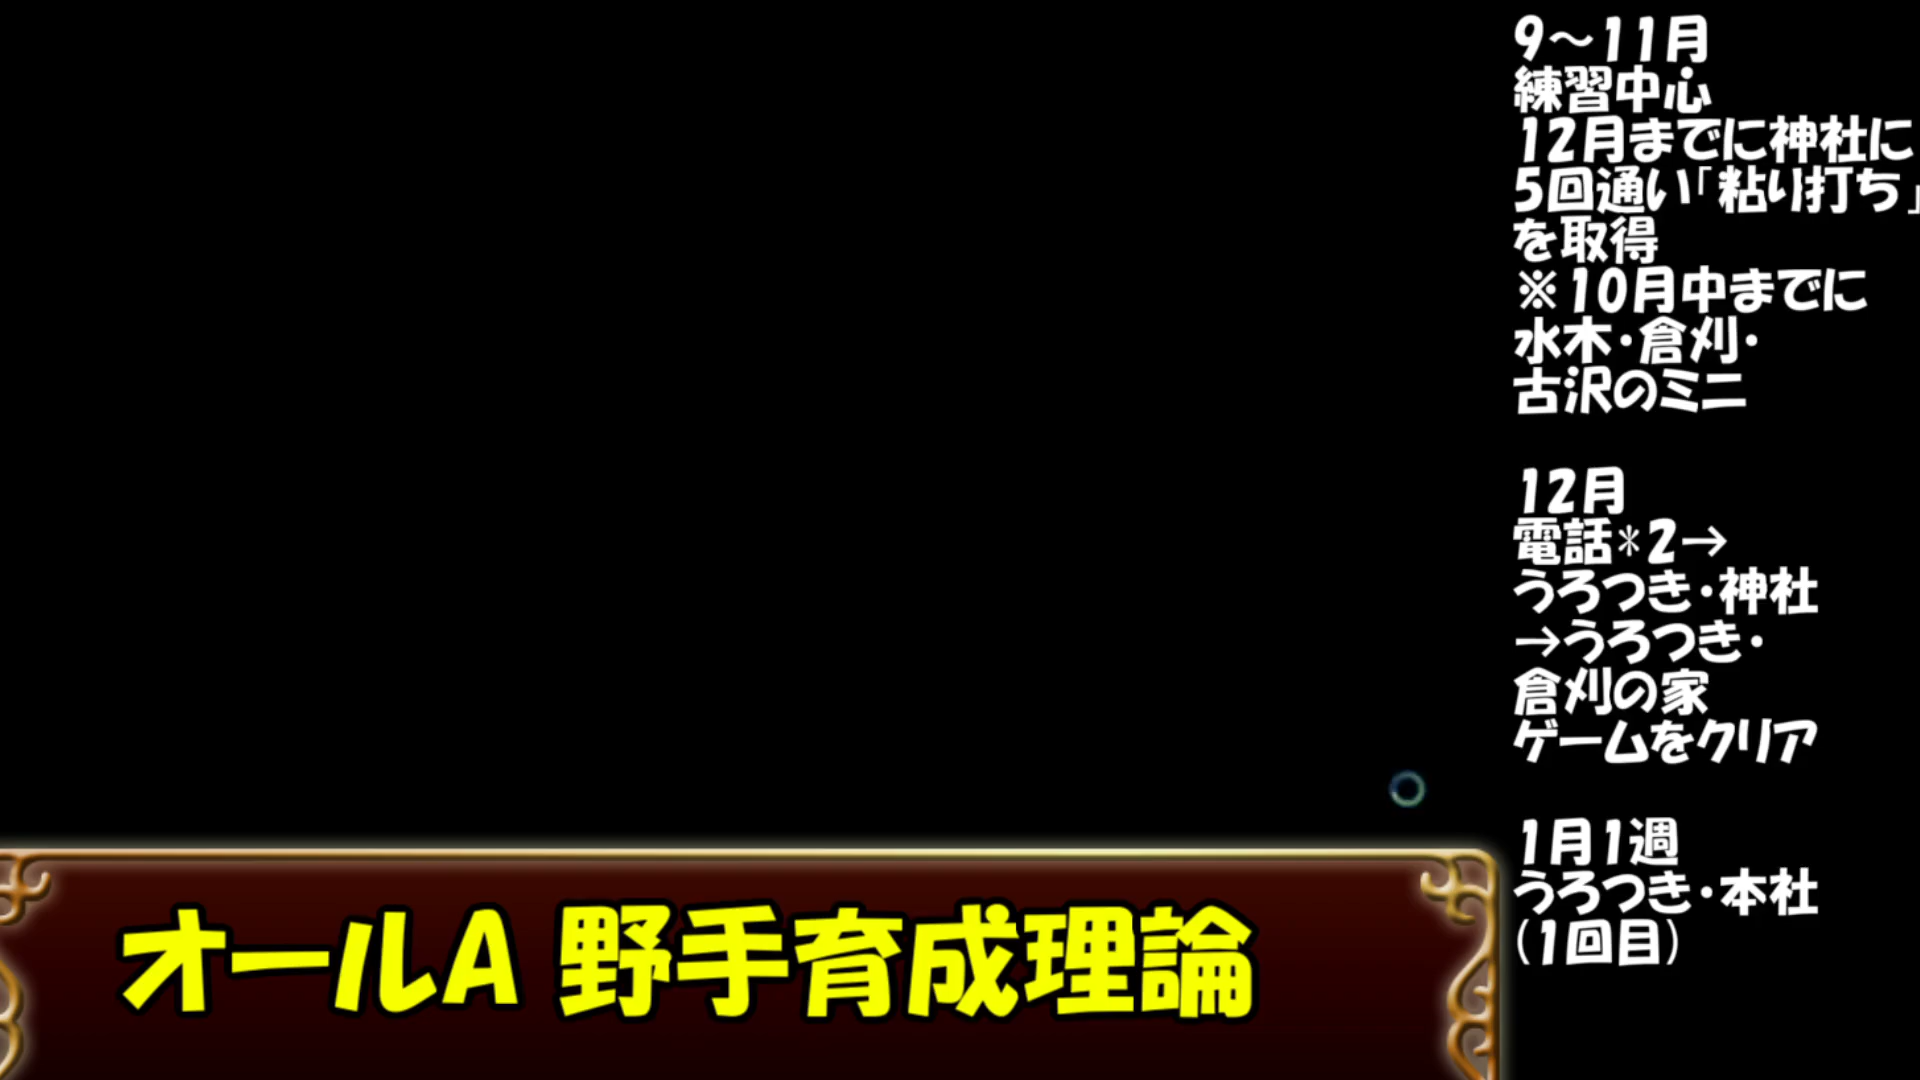 9～11月
練習中心
12月までに神社に
5回通い「粘り打ち」
を取得
※10月中までに
水木・倉刈・
古沢のミニ
12月
電話*2→
うろつき・神社
→うろつき・
倉刈の家
ゲームをクリア
1月1週
うろつき・本社
(1回目)
オールA 野手育成理論